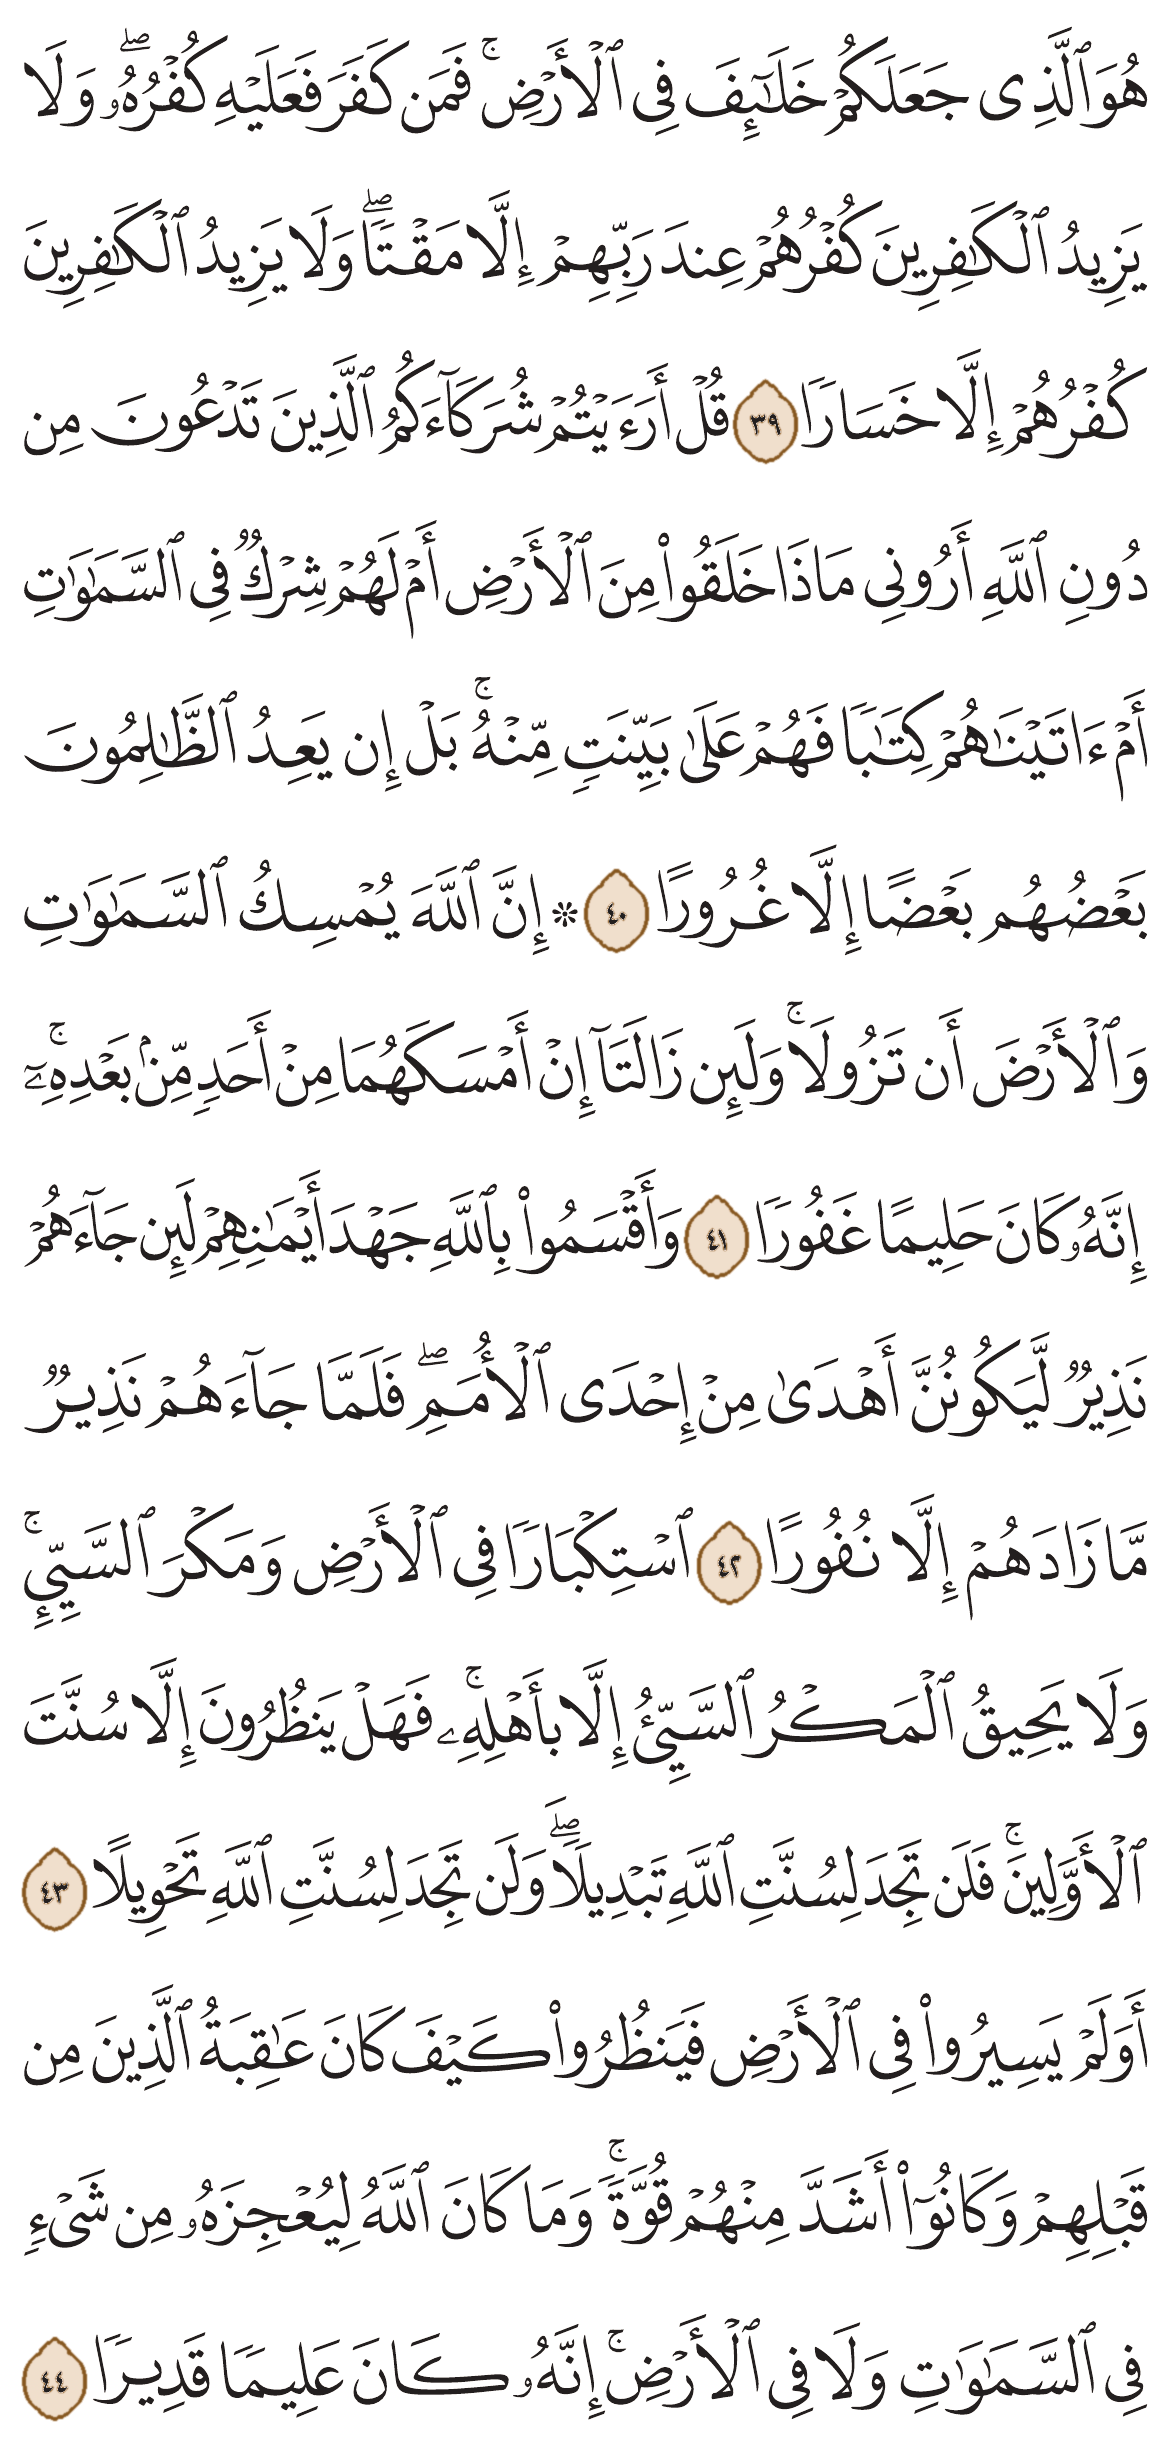 هُوَ ٱلَّذِى جَعَلَكُمْ خَلَـٰٓئِفَ فِى ٱلْأَرْضِ ۚ فَمَن كَفَرَ فَعَلَيْهِ كُفْرُهُۥ ۖ وَلَا
يَزِيدُ ٱلْكَـٰفِرِينَ كُفْرُهُمْ عِندَ رَبِّهِمْ إِلَّا مَقْتًا ۖ وَلَا يَزِيدُ ٱلْكَـٰفِرِينَ
كُفْرُهُمْ إِلَّا خَسَارًا ٣٩ قُلْ أَرَءَيْتُمْ شُرَكَآءَكُمُ ٱلَّذِينَ تَدْعُونَ مِن
دُونِ ٱللَّهِ أَرُونِى مَاذَا خَلَقُوا۟ مِنَ ٱلْأَرْضِ أَمْ لَهُمْ شِرْكٌ فِى ٱلسَّمَـٰوَٰتِ
أَمْ ءَاتَيْنَـٰهُمْ كِتَـٰبًا فَهُمْ عَلَىٰ بَيِّنَتٍ مِّنْهُ ۚ بَلْ إِن يَعِدُ ٱلظَّـٰلِمُونَ
بَعْضُهُم بَعْضًا إِلَّا غُرُورًا ٤٠ ۞ إِنَّ ٱللَّهَ يُمْسِكُ ٱلسَّمَـٰوَٰتِ
وَٱلْأَرْضَ أَن تَزُولَا ۚ وَلَئِن زَالَتَآ إِنْ أَمْسَكَهُمَا مِنْ أَحَدٍ مِّنۢ بَعْدِهِۦٓ ۚ
إِنَّهُۥ كَانَ حَلِيمًا غَفُورًا ٤١ وَأَقْسَمُوا۟ بِٱللَّهِ جَهْدَ أَيْمَـٰنِهِمْ لَئِن جَآءَهُمْ
نَذِيرٌ لَّيَكُونُنَّ أَهْدَىٰ مِنْ إِحْدَى ٱلْأُمَمِ ۖ فَلَمَّا جَآءَهُمْ نَذِيرٌ
مَّا زَادَهُمْ إِلَّا نُفُورًا ٤٢ ٱسْتِكْبَارًا فِى ٱلْأَرْضِ وَمَكْرَ ٱلسَّيِّئِ ۚ
وَلَا يَحِيقُ ٱلْمَكْرُ ٱلسَّيِّئُ إِلَّا بِأَهْلِهِۦ ۚ فَهَلْ يَنظُرُونَ إِلَّا سُنَّتَ
ٱلْأَوَّلِينَ ۚ فَلَن تَجِدَ لِسُنَّتِ ٱللَّهِ تَبْدِيلًا ۖ وَلَن تَجِدَ لِسُنَّتِ ٱللَّهِ تَحْوِيلًا ٤٣
أَوَلَمْ يَسِيرُوا۟ فِى ٱلْأَرْضِ فَيَنظُرُوا۟ كَيْفَ كَانَ عَـٰقِبَةُ ٱلَّذِينَ مِن
قَبْلِهِمْ وَكَانُوٓا۟ أَشَدَّ مِنْهُمْ قُوَّةً ۚ وَمَا كَانَ ٱللَّهُ لِيُعْجِزَهُۥ مِن شَىْءٍ
فِى ٱلسَّمَـٰوَٰتِ وَلَا فِى ٱلْأَرْضِ ۚ إِنَّهُۥ كَانَ عَلِيمًا قَدِيرًا ٤٤